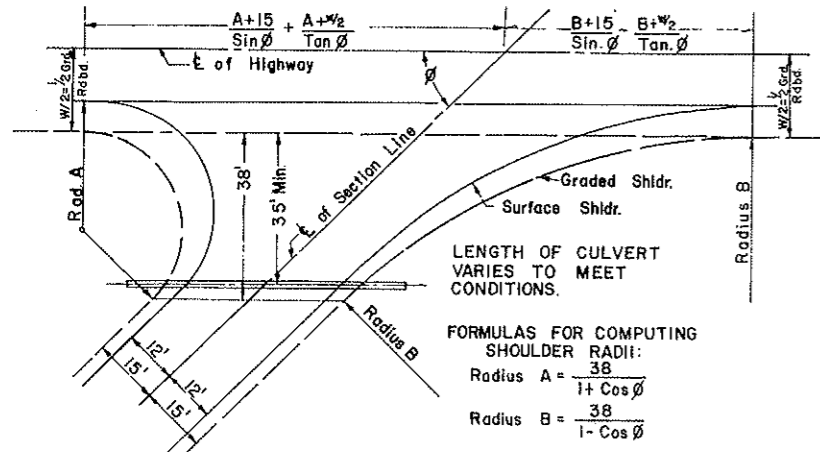 A+15 / Sin Ø + A+W/2 / Tan Ø
B+15 / Sin. Ø - B+W/2 / Tan. Ø
℄ of Highway
Ø
W/2=½ Grd.
Rdbd.
W/2=½ Grd.
Rdbd.
Rad. A
38'
35' Min.
℄ of Section Line
Graded Shldr.
Surface Shldr.
Radius B
LENGTH OF CULVERT
VARIES TO MEET
CONDITIONS.
Radius B
FORMULAS FOR COMPUTING
SHOULDER RADII:
Radius A = 38 / 1+ Cos Ø
Radius B = 38 / 1- Cos Ø
12'
15'
12'
15'